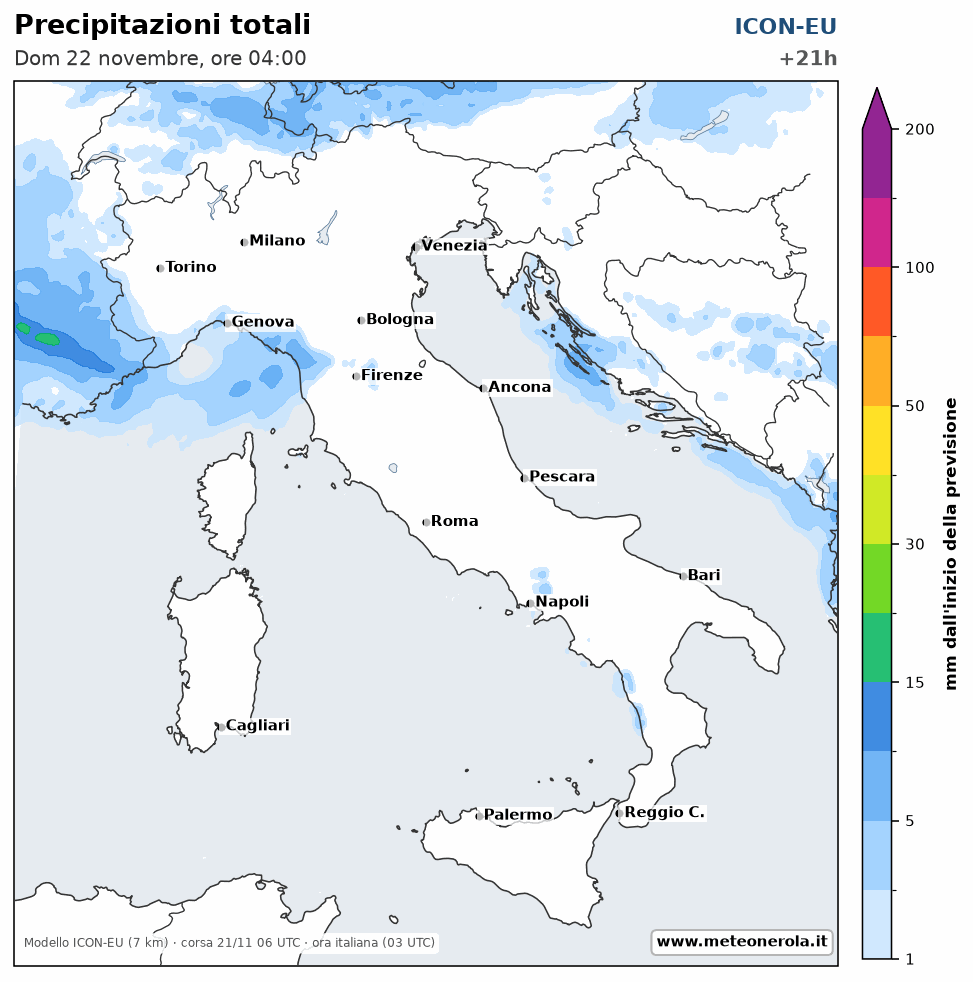 Precipitazioni totali
ICON-EU
Dom 22 novembre, ore 04:00
+21h
200
100
50
30
15
5
1
mm dall'inizio della previsione
Milano
Venezia
Torino
Genova
Bologna
Firenze
Ancona
Pescara
Roma
Bari
Napoli
Cagliari
Palermo
Reggio C.
Modello ICON-EU (7 km) · corsa 21/11 06 UTC · ora italiana (03 UTC)
www.meteonerola.it